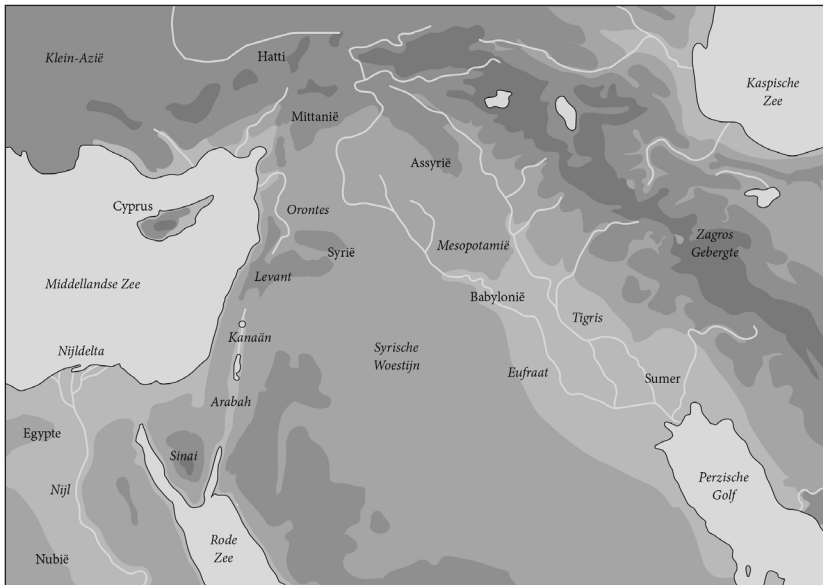 Klein-Azië
Hatti
Kaspische
Zee
Mittanië
Assyrië
Cyprus
Orontes
Zagros
Gebergte
Mesopotamië
Syrië
Levant
Middellandse Zee
Babylonië
Tigris
Kanaän
Syrische
Woestijn
Nijldelta
Eufraat
Sumer
Arabah
Egypte
Sinai
Perzische
Golf
Nijl
Rode
Zee
Nubië